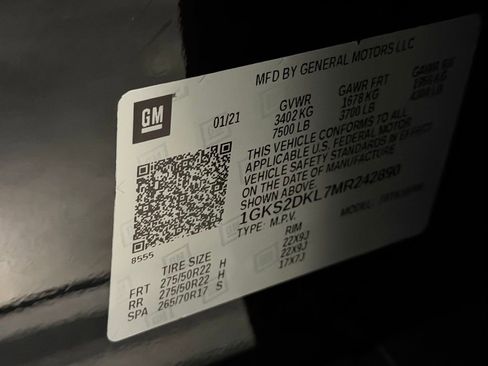 MFD BY GENERAL MOTORS LLC
GM
01/21
GVWR
3402 KG
7500 LB
GAWR FRT
1678 KG
3700 LB
GAWR RR
THIS VEHICLE CONFORMS TO ALL
APPLICABLE U.S. FEDERAL MOTOR
VEHICLE SAFETY STANDARDS IN EFFECT
ON THE DATE OF MANUFACTURE
SHOWN ABOVE.
1GKS2DKL7MR242890
TYPE: M.P.V. MODEL:
8555
TIRE SIZE RIM
FRT 275/50R22 H 22X9J
RR 275/50R22 H 22X9J
SPA 265/70R17 S 17X7J